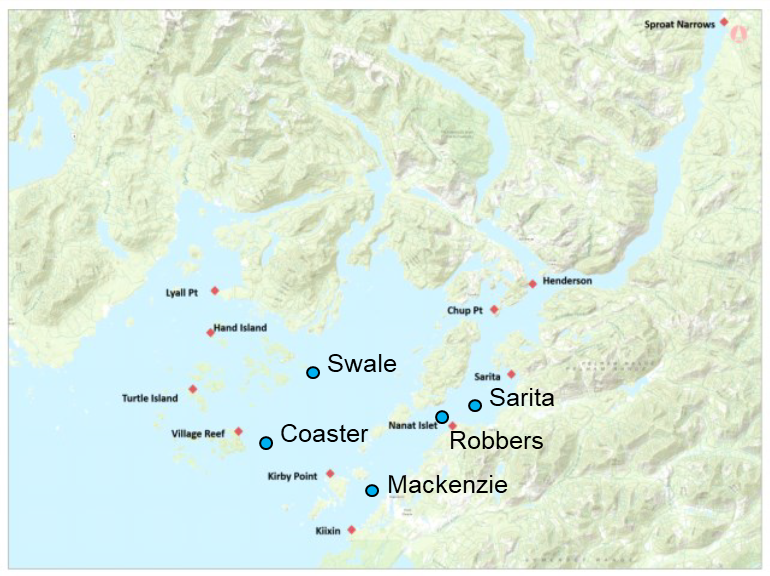 Sproat Narrows
Henderson
Lyall Pt
Chup Pt
Hand Island
Swale
Sarita
Turtle Island
Sarita
Nanat Islet
Village Reef
Coaster
Robbers
Kirby Point
Mackenzie
Kiixin